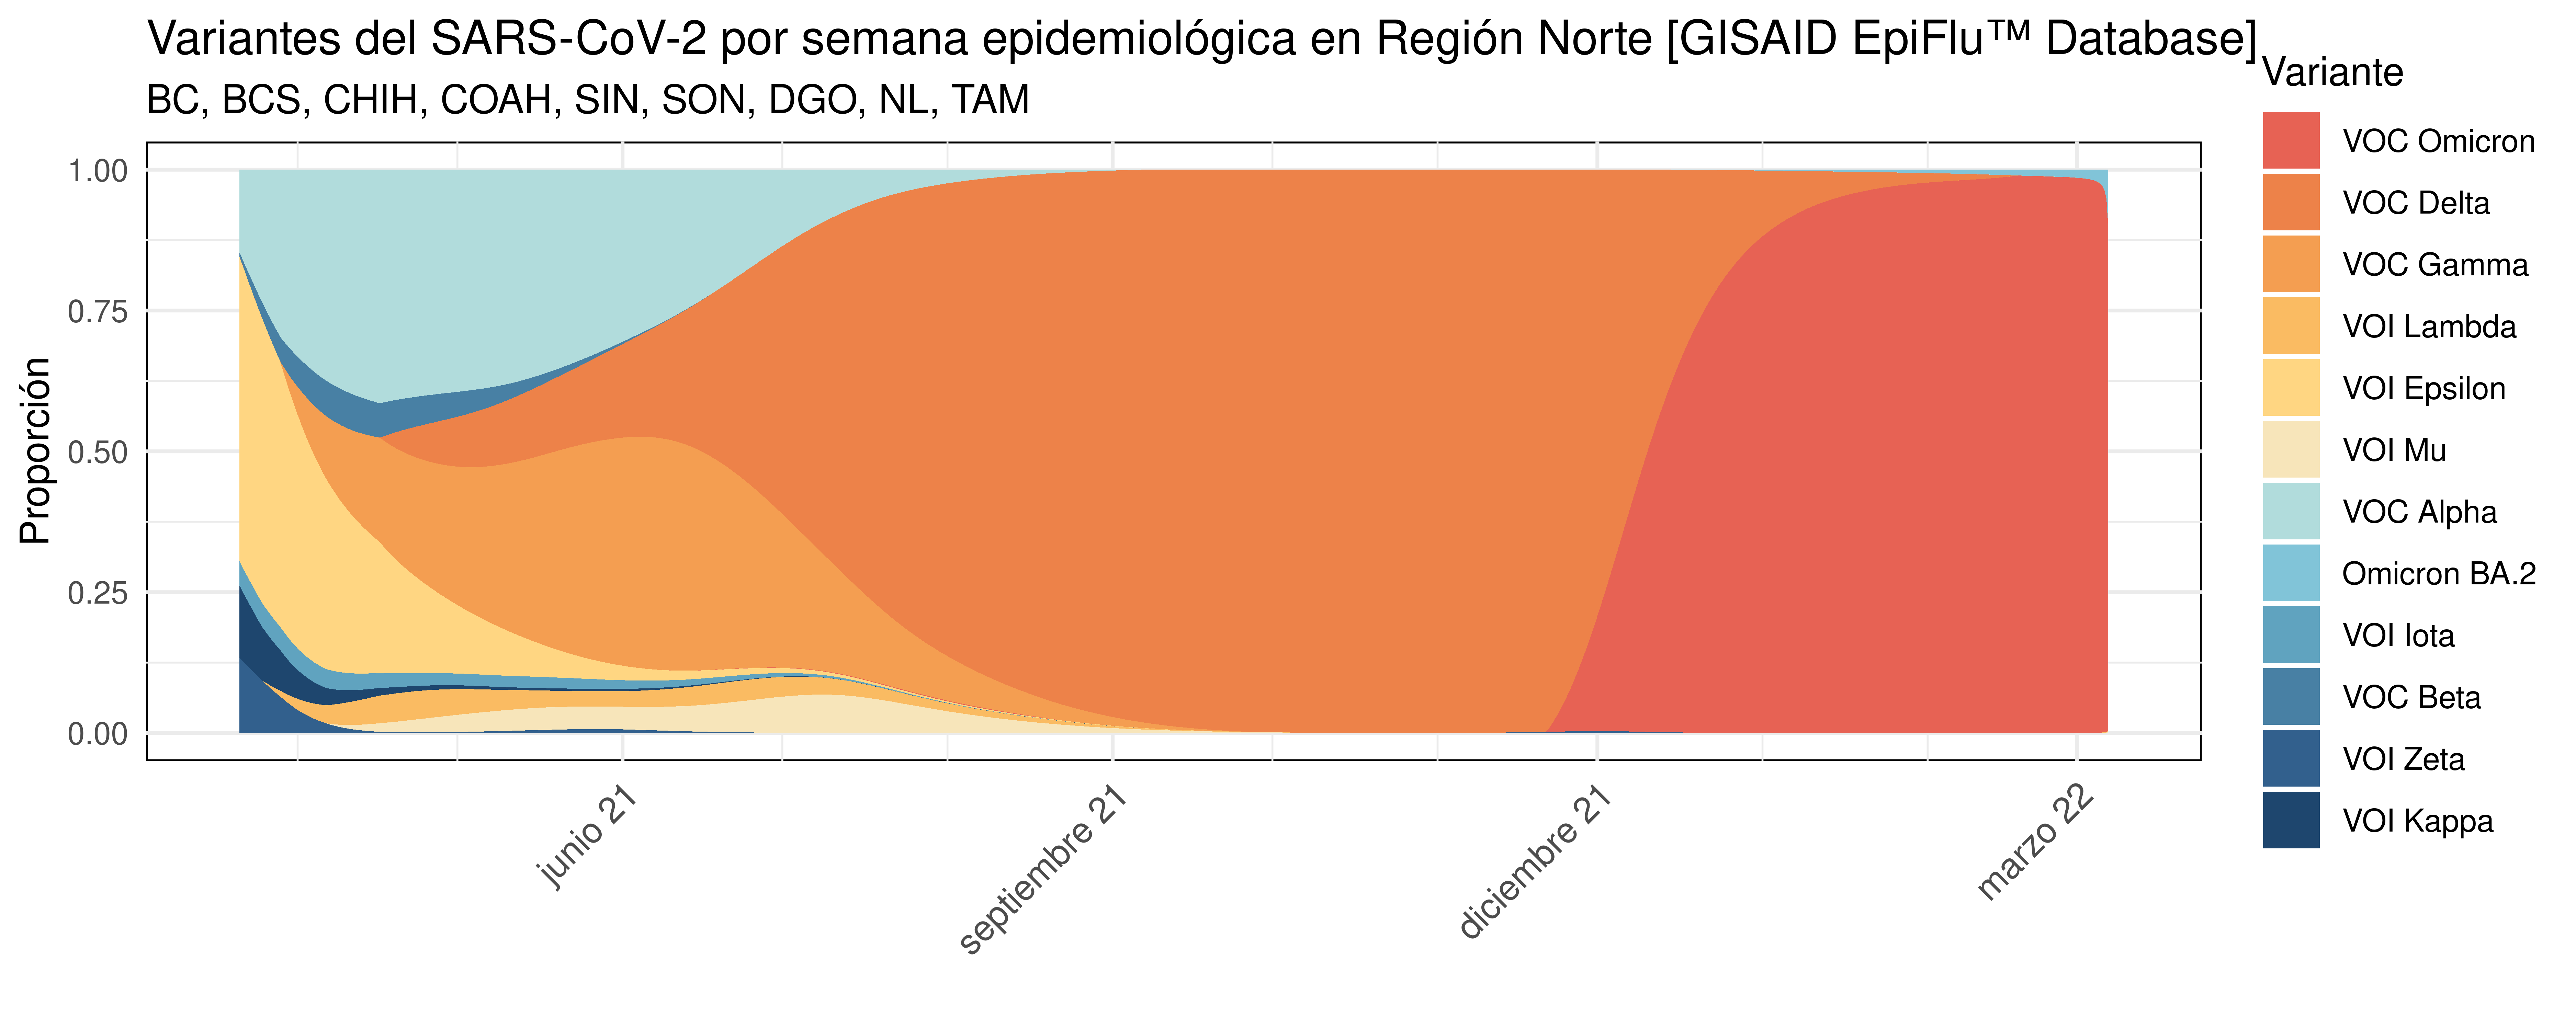 Variantes del SARS-CoV-2 por semana epidemiológica en Región Norte [GISAID EpiFlu™ Database]
BC, BCS, CHIH, COAH, SIN, SON, DGO, NL, TAM
Proporción
1.00
0.75
0.50
0.25
0.00
junio 21
septiembre 21
diciembre 21
marzo 22
Variante
VOC Omicron
VOC Delta
VOC Gamma
VOI Lambda
VOI Epsilon
VOI Mu
VOC Alpha
Omicron BA.2
VOI Iota
VOC Beta
VOI Zeta
VOI Kappa